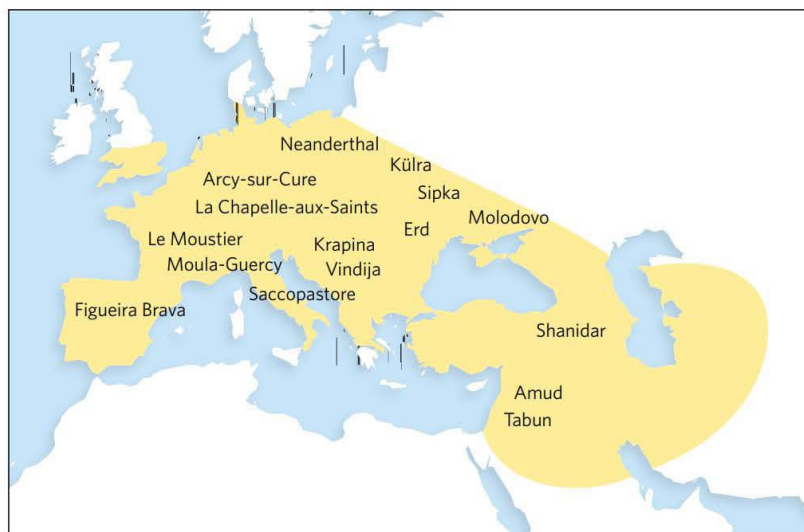 Neanderthal
Külra
Arcy-sur-Cure
Sipka
La Chapelle-aux-Saints
Molodovo
Erd
Le Moustier
Krapina
Moula-Guercy
Vindija
Saccopastore
Figueira Brava
Shanidar
Amud
Tabun